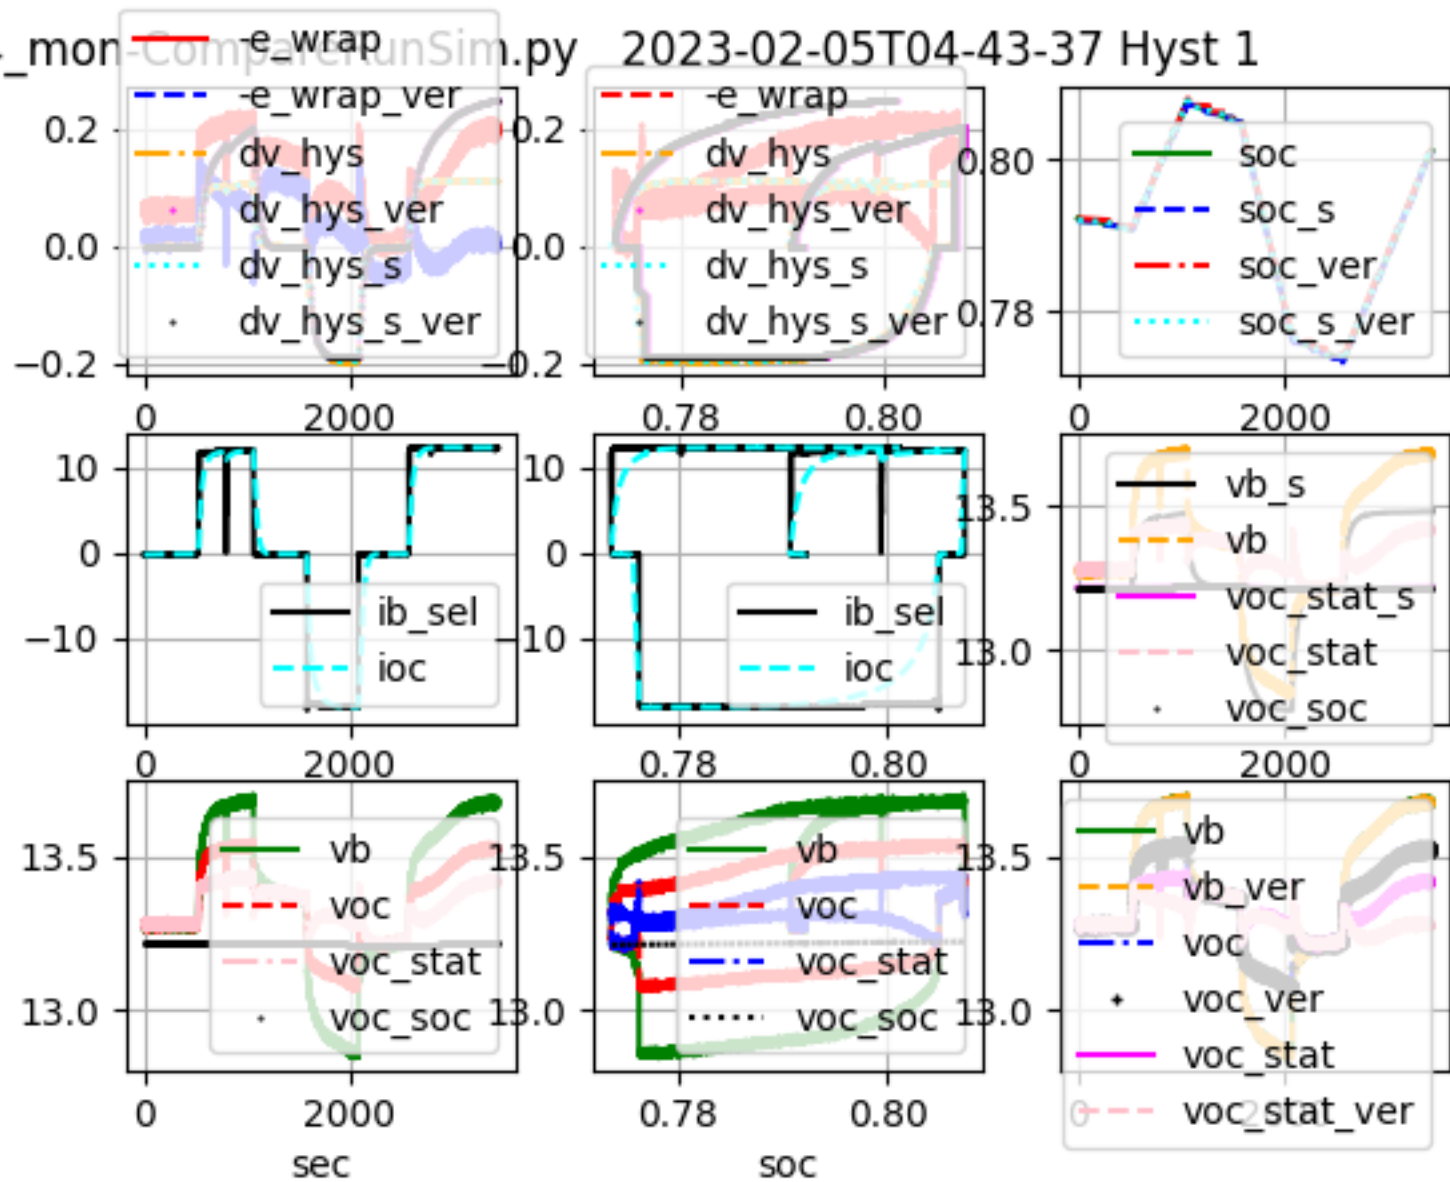 _mon-CompareRunSim.py 2023-02-05T04-43-37 Hyst 1
-e_wrap
-e_wrap_ver
dv_hys
dv_hys_ver
dv_hys_s
dv_hys_s_ver
0.2
0.0
−0.2
0 2000
-e_wrap
dv_hys
dv_hys_ver
dv_hys_s
dv_hys_s_ver
0.2
0.0
−0.2
0.78 0.80
soc
soc_s
soc_ver
soc_s_ver
0.80
0.78
0 2000
10
0
−10
ib_sel
ioc
0 2000
10
0
−10
ib_sel
ioc
0.78 0.80
13.5
13.0
vb_s
vb
voc_stat_s
voc_stat
voc_soc
0 2000
13.5
13.0
vb
voc
voc_stat
voc_soc
0 2000
sec
13.5
13.0
vb
voc
voc_stat
voc_soc
0.78 0.80
soc
13.5
13.0
vb
vb_ver
voc
voc_ver
voc_stat
voc_stat_ver
0 2000